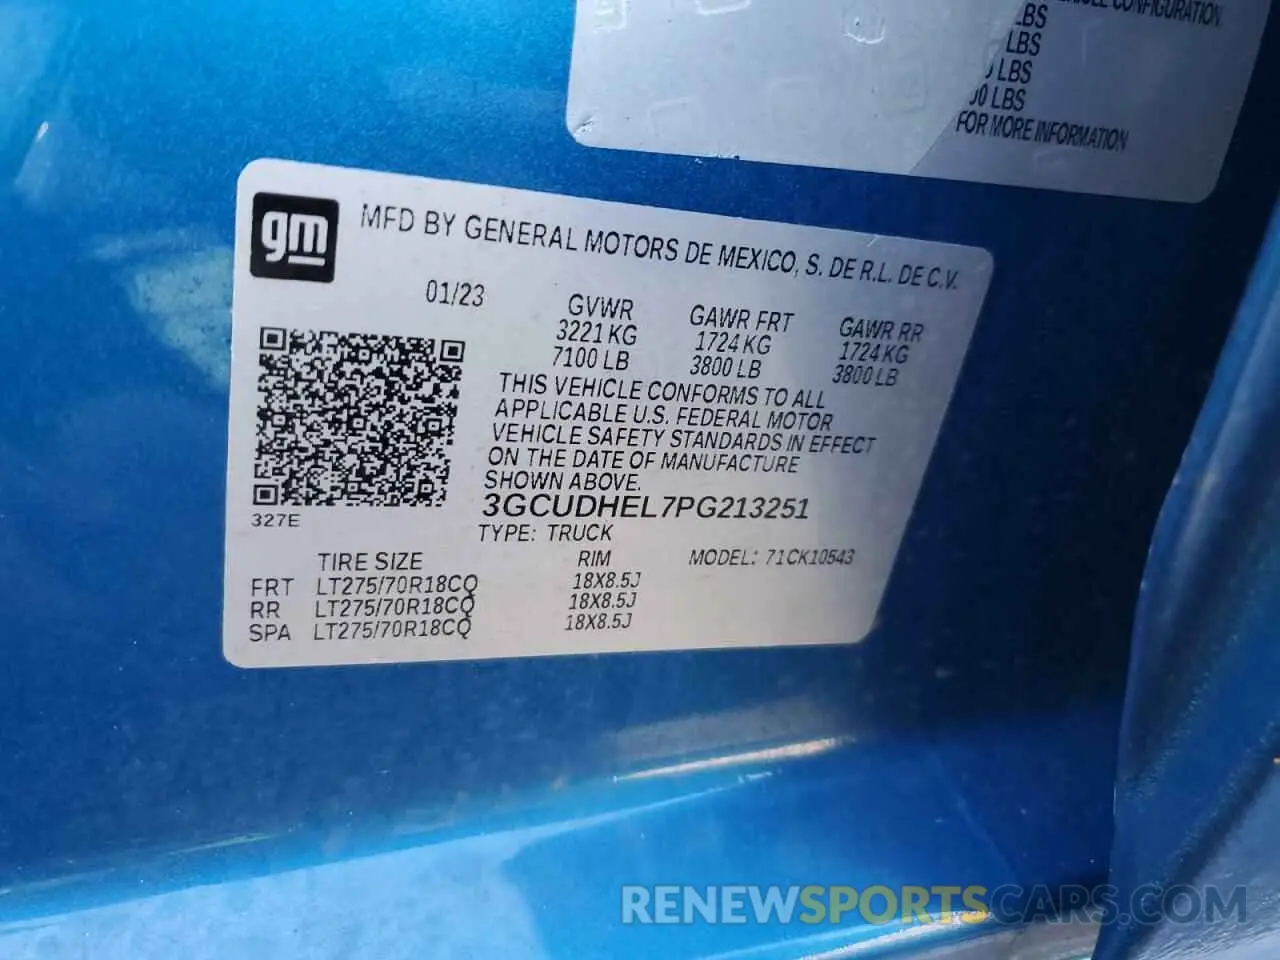 CONFIGURATION
LBS
LBS
LBS
00 LBS
FOR MORE INFORMATION
gm
MFD BY GENERAL MOTORS DE MEXICO, S. DE R.L. DE C.V.
01/23
GVWR GAWR FRT GAWR RR
3221 KG 1724 KG 1724 KG
7100 LB 3800 LB 3800 LB
THIS VEHICLE CONFORMS TO ALL
APPLICABLE U.S. FEDERAL MOTOR
VEHICLE SAFETY STANDARDS IN EFFECT
ON THE DATE OF MANUFACTURE
SHOWN ABOVE.
3GCUDHEL7PG213251
327E
TYPE: TRUCK
TIRE SIZE RIM MODEL: 71CK10543
FRT LT275/70R18CQ 18X8.5J
RR LT275/70R18CQ 18X8.5J
SPA LT275/70R18CQ 18X8.5J
RENEWSPORTSCARS.COM